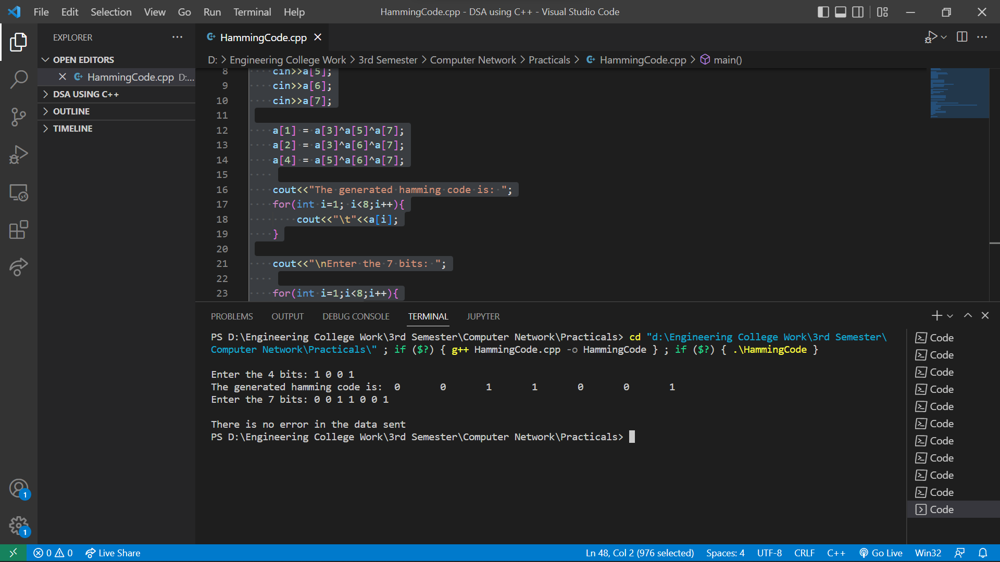 File Edit Selection View Go Run Terminal Help HammingCode.cpp - DSA using C++ - Visual Studio Code
EXPLORER
OPEN EDITORS
HammingCode.cpp D:...
DSA USING C++
OUTLINE
TIMELINE
HammingCode.cpp
D: > Engineering College Work > 3rd Semester > Computer Network > Practicals > HammingCode.cpp > main()
8 cin>>a[5];
9 cin>>a[6];
10 cin>>a[7];
11
12 a[1] = a[3]^a[5]^a[7];
13 a[2] = a[3]^a[6]^a[7];
14 a[4] = a[5]^a[6]^a[7];
15
16 cout<<"The generated hamming code is: ";
17 for(int i=1; i<8;i++){
18 cout<<"\t"<<a[i];
19 }
20
21 cout<<"\nEnter the 7 bits: ";
22
23 for(int i=1;i<8;i++){
PROBLEMS OUTPUT DEBUG CONSOLE TERMINAL JUPYTER
PS D:\Engineering College Work\3rd Semester\Computer Network\Practicals> cd "d:\Engineering College Work\3rd Semester\
Computer Network\Practicals\" ; if ($?) { g++ HammingCode.cpp -o HammingCode } ; if ($?) { .\HammingCode }
Enter the 4 bits: 1 0 0 1
The generated hamming code is: 0 0 1 1 0 0 1
Enter the 7 bits: 0 0 1 1 0 0 1
There is no error in the data sent
PS D:\Engineering College Work\3rd Semester\Computer Network\Practicals>
Code
Code
Code
Code
Code
Code
Code
Code
Code
Code
Code
1
1
0 0 Live Share Ln 48, Col 2 (976 selected) Spaces: 4 UTF-8 CRLF C++ Go Live Win32